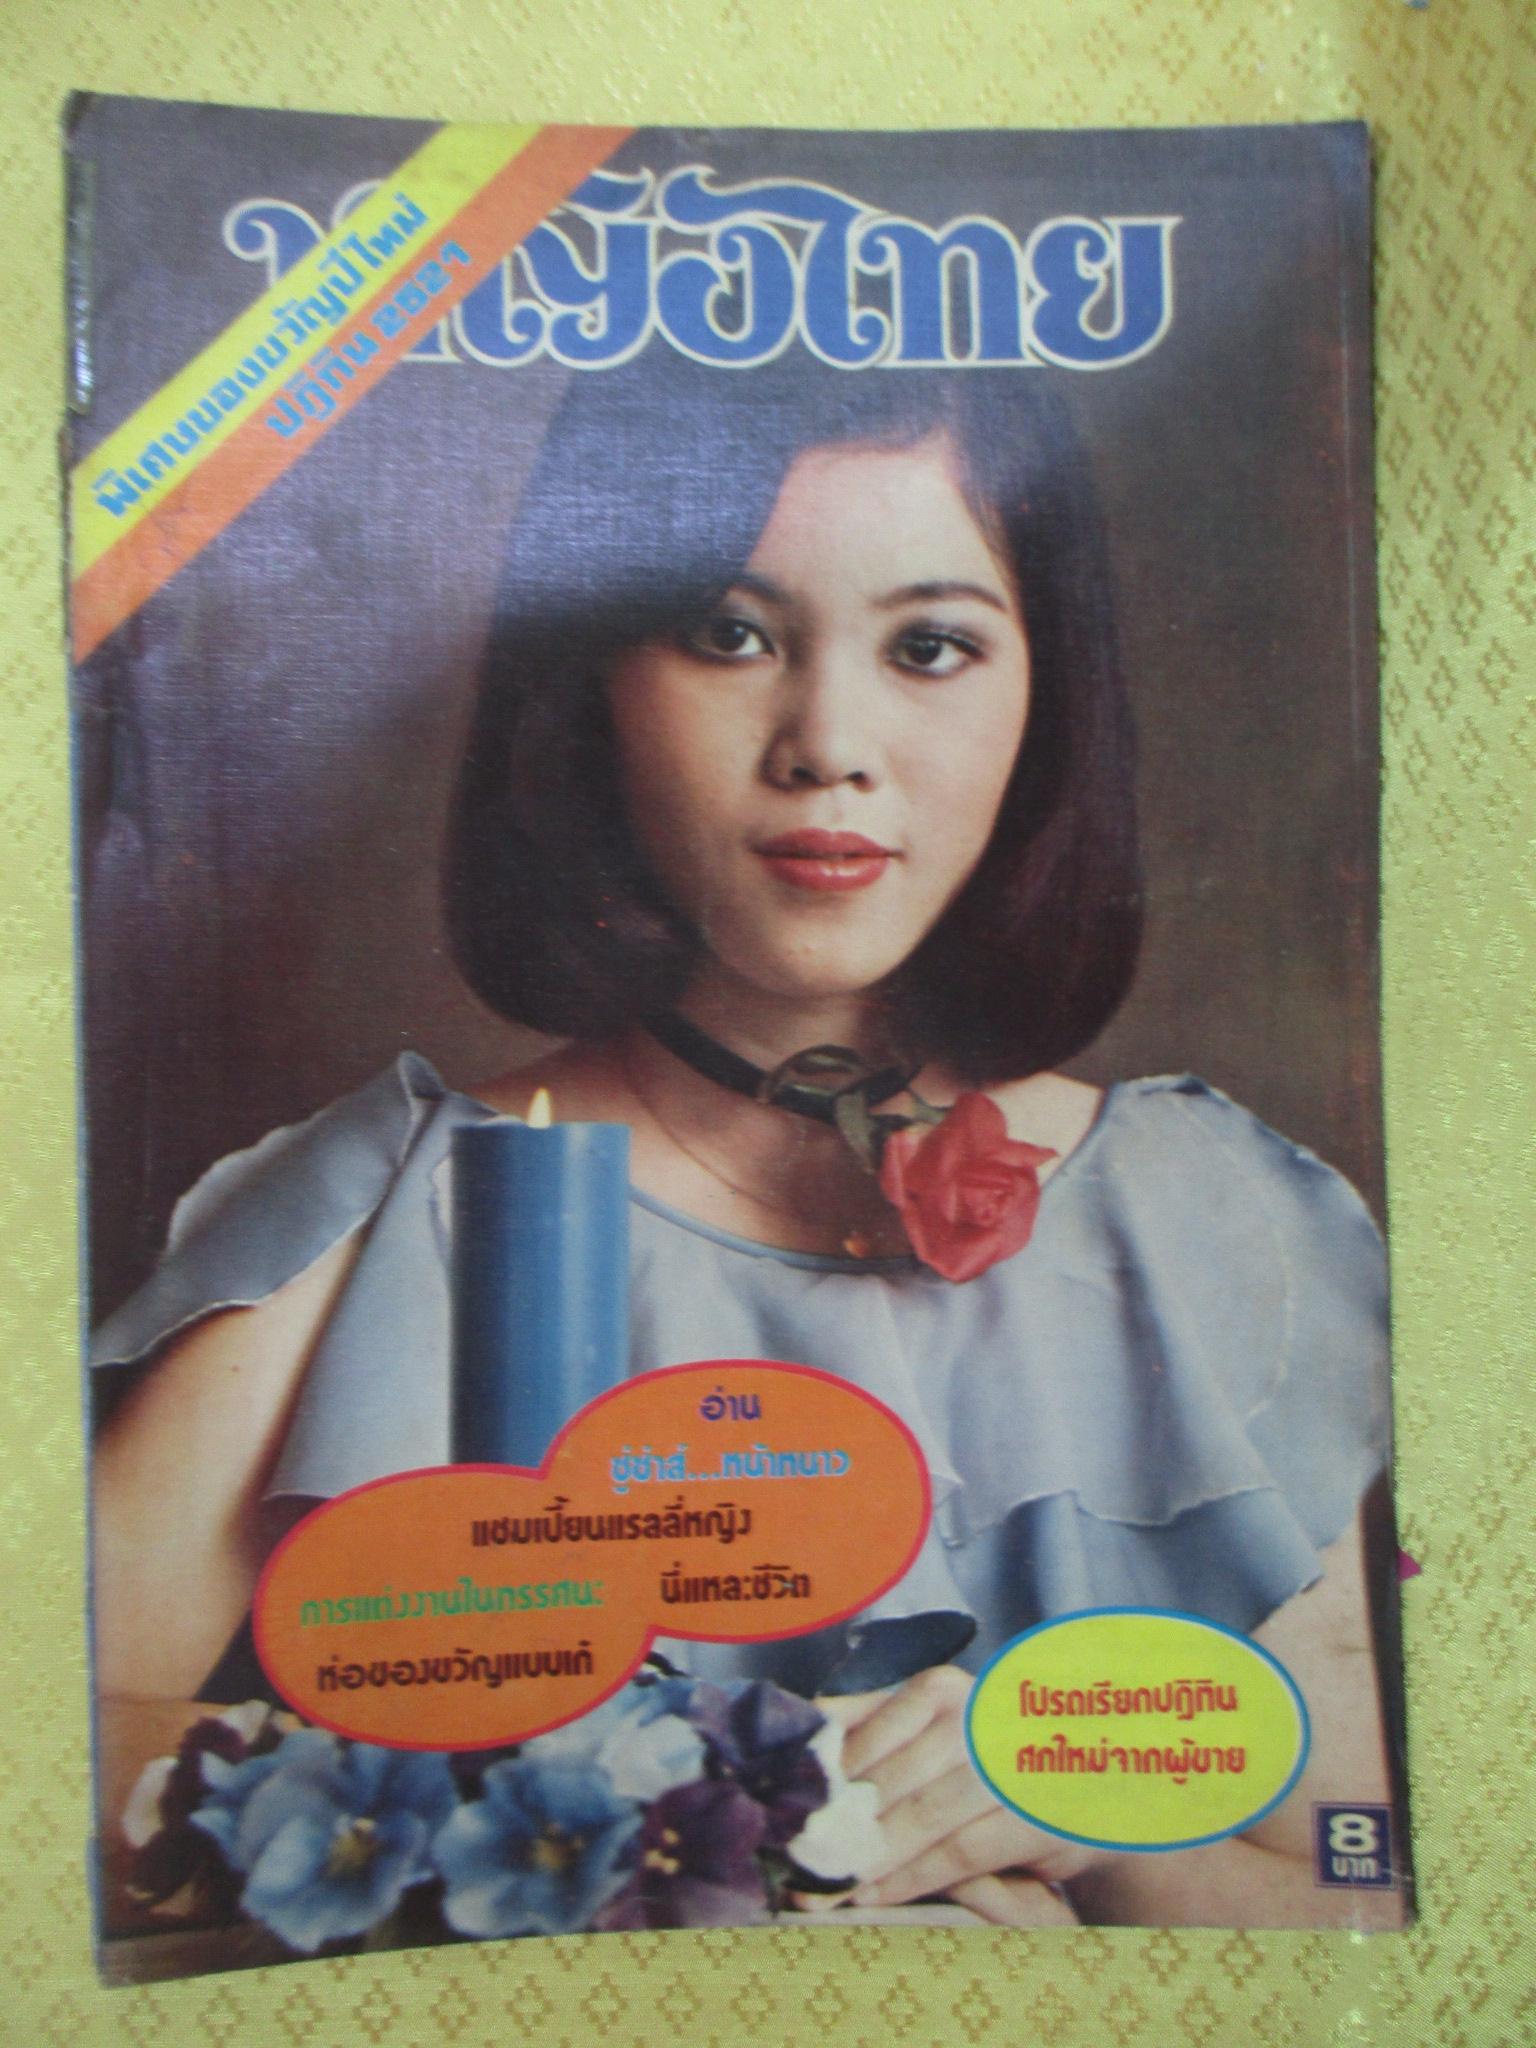 พิเศษของขวัญปีใหม่
ปฏิทิน 2521
หญิงไทย
อ่าน
ชู่ซ่าส์...หน้าหนาว
แชมเปี้ยนแรลลี่หญิง
การแต่งงานในทรรศนะ นี่แหละชีวิต
ห่อของขวัญแบบเก๋
โปรดเรียกปฏิทิน
ศกใหม่จากผู้ขาย
8
บาท